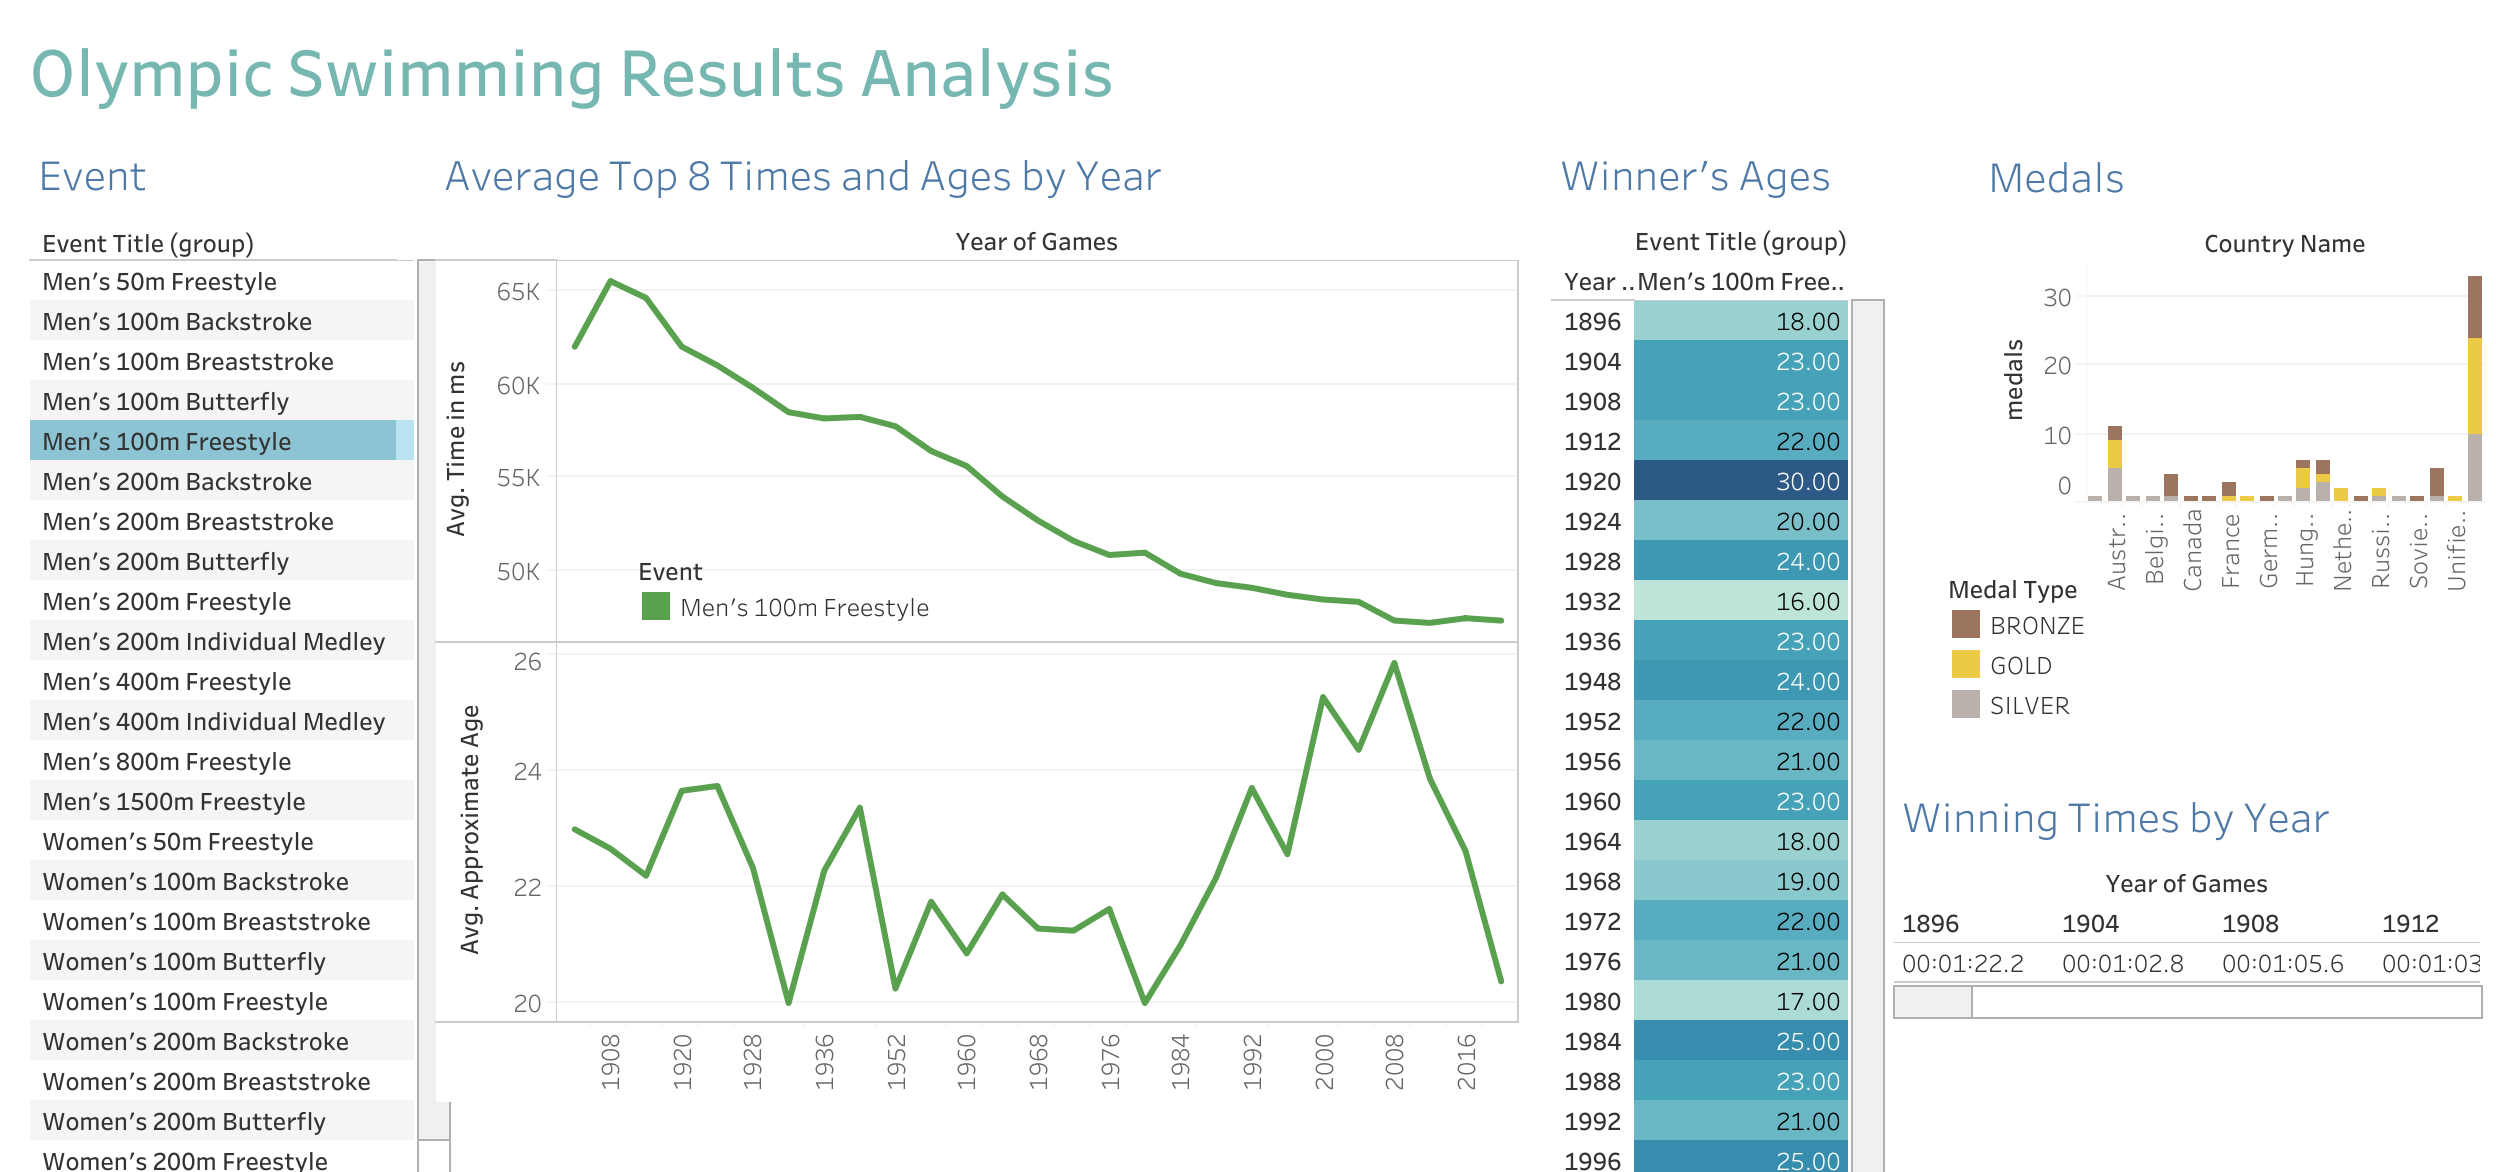 Olympic Swimming Results Analysis
Event
Event Title (group)
Men's 50m Freestyle
Men's 100m Backstroke
Men's 100m Breaststroke
Men's 100m Butterfly
Men's 100m Freestyle
Men's 200m Backstroke
Men's 200m Breaststroke
Men's 200m Butterfly
Men's 200m Freestyle
Men's 200m Individual Medley
Men's 400m Freestyle
Men's 400m Individual Medley
Men's 800m Freestyle
Men's 1500m Freestyle
Women's 50m Freestyle
Women's 100m Backstroke
Women's 100m Breaststroke
Women's 100m Butterfly
Women's 100m Freestyle
Women's 200m Backstroke
Women's 200m Breaststroke
Women's 200m Butterfly
Women's 200m Freestyle
Average Top 8 Times and Ages by Year
Year of Games
Avg. Time in ms
65K
60K
55K
50K
Event
Men's 100m Freestyle
Avg. Approximate Age
26
24
22
20
1908
1920
1928
1936
1952
1960
1968
1976
1984
1992
2000
2008
2016
Winner's Ages
Event Title (group)
Year .. Men's 100m Free..
1896 18.00
1904 23.00
1908 23.00
1912 22.00
1920 30.00
1924 20.00
1928 24.00
1932 16.00
1936 23.00
1948 24.00
1952 22.00
1956 21.00
1960 23.00
1964 18.00
1968 19.00
1972 22.00
1976 21.00
1980 17.00
1984 25.00
1988 23.00
1992 21.00
1996 25.00
Medals
Country Name
medals
30
20
10
0
Austr..
Belgi..
Canada
France
Germ..
Hung..
Nethe..
Russi..
Sovie..
Unifie..
Medal Type
BRONZE
GOLD
SILVER
Winning Times by Year
Year of Games
1896 1904 1908 1912
00:01:22.2 00:01:02.8 00:01:05.6 00:01:03